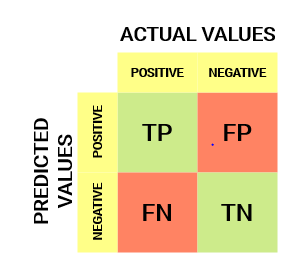 ACTUAL VALUES
POSITIVE NEGATIVE
PREDICTED
VALUES
POSITIVE
TP FP
NEGATIVE
FN TN